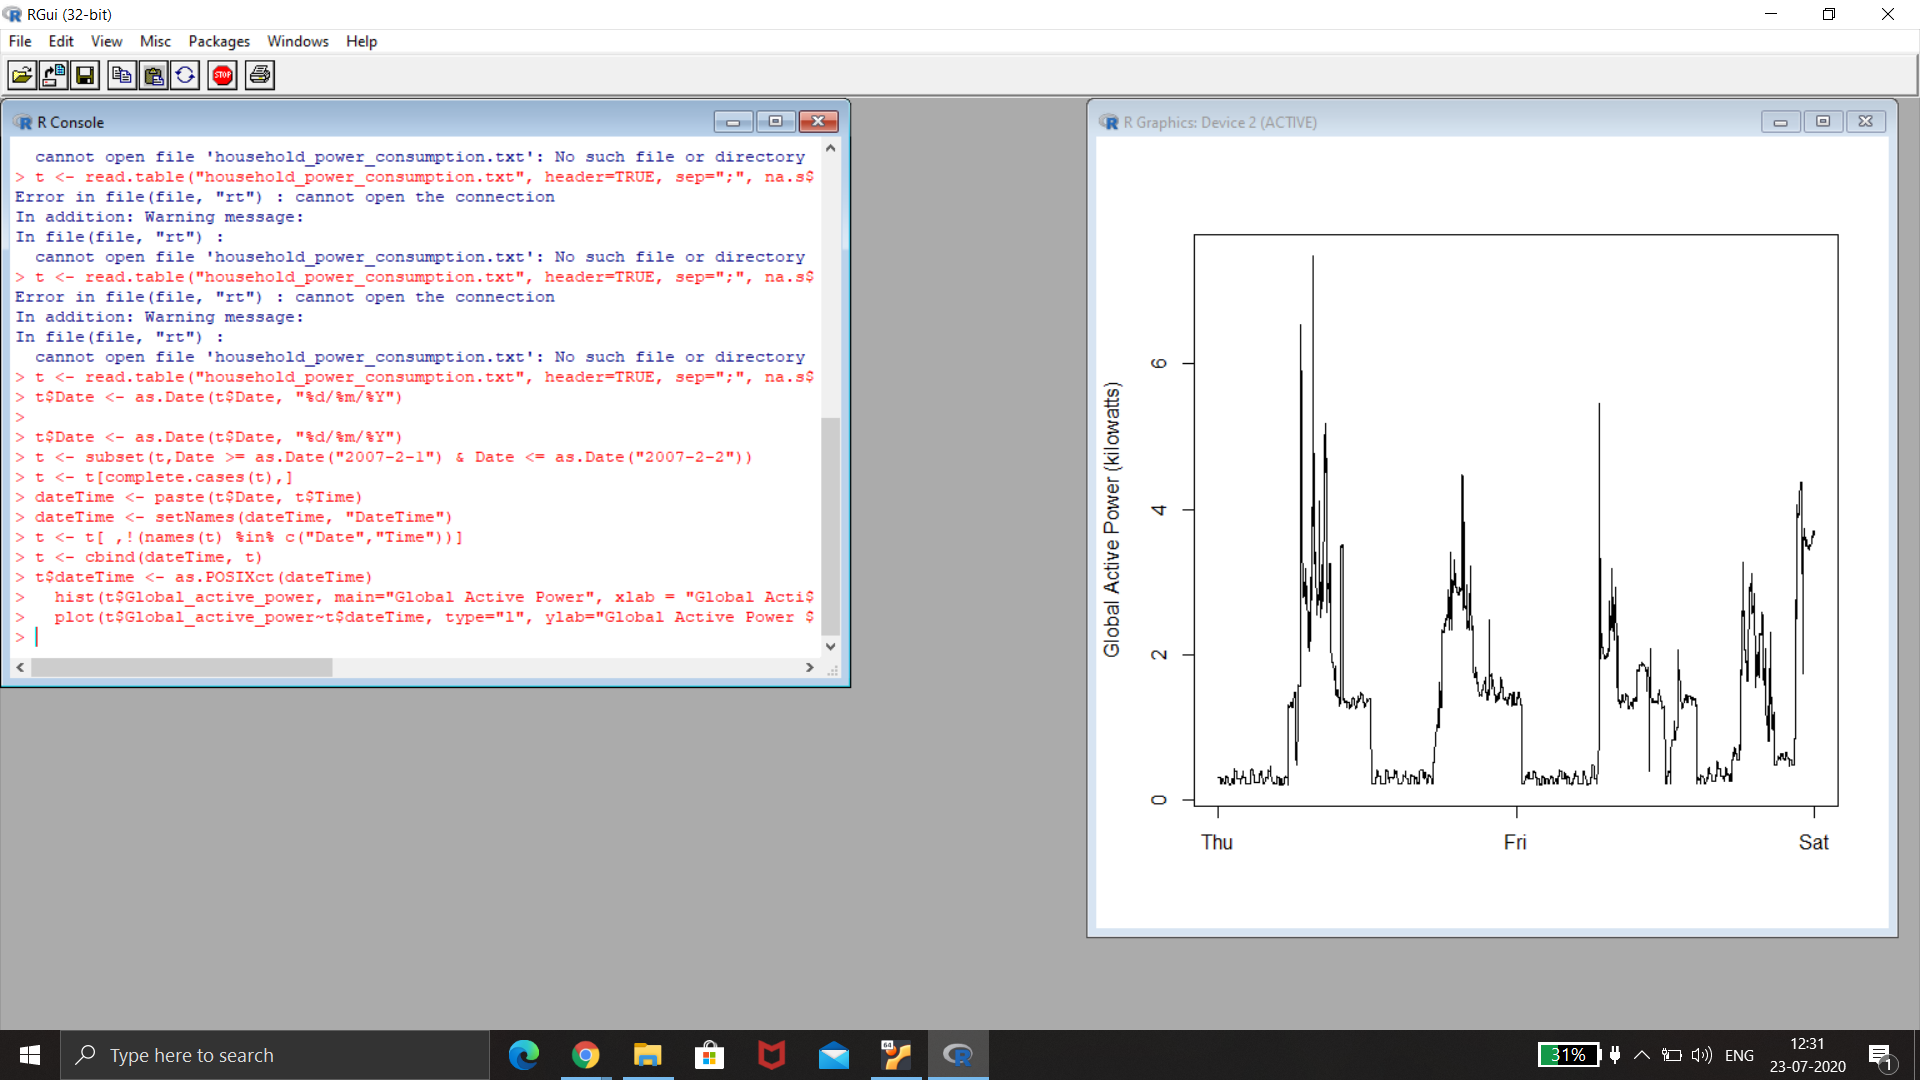 RGui (32-bit)
File Edit View Misc Packages Windows Help
STOP
R Console
cannot open file 'household_power_consumption.txt': No such file or directory
> t <- read.table("household_power_consumption.txt", header=TRUE, sep=";", na.s$
Error in file(file, "rt") : cannot open the connection
In addition: Warning message:
In file(file, "rt") :
cannot open file 'household_power_consumption.txt': No such file or directory
> t <- read.table("household_power_consumption.txt", header=TRUE, sep=";", na.s$
Error in file(file, "rt") : cannot open the connection
In addition: Warning message:
In file(file, "rt") :
cannot open file 'household_power_consumption.txt': No such file or directory
> t <- read.table("household_power_consumption.txt", header=TRUE, sep=";", na.s$
> t$Date <- as.Date(t$Date, "%d/%m/%Y")
>
> t$Date <- as.Date(t$Date, "%d/%m/%Y")
> t <- subset(t,Date >= as.Date("2007-2-1") & Date <= as.Date("2007-2-2"))
> t <- t[complete.cases(t),]
> dateTime <- paste(t$Date, t$Time)
> dateTime <- setNames(dateTime, "DateTime")
> t <- t[ ,!(names(t) %in% c("Date","Time"))]
> t <- cbind(dateTime, t)
> t$dateTime <- as.POSIXct(dateTime)
>   hist(t$Global_active_power, main="Global Active Power", xlab = "Global Acti$
>   plot(t$Global_active_power~t$dateTime, type="l", ylab="Global Active Power $
>
R Graphics: Device 2 (ACTIVE)
Global Active Power (kilowatts)
6
4
2
0
Thu Fri Sat
Type here to search
64
31%
ENG
12:31
23-07-2020
1